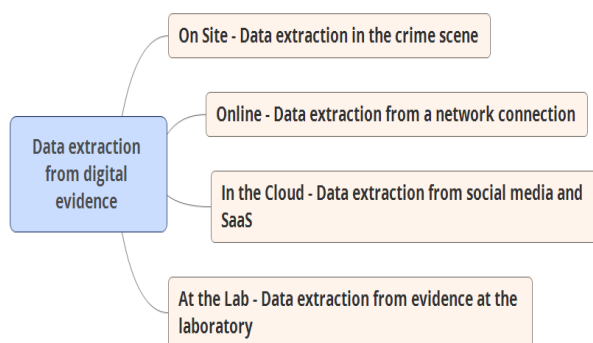 On Site - Data extraction in the crime scene
Online - Data extraction from a network connection
Data extraction
from digital
evidence
In the Cloud - Data extraction from social media and
SaaS
At the Lab - Data extraction from evidence at the
laboratory